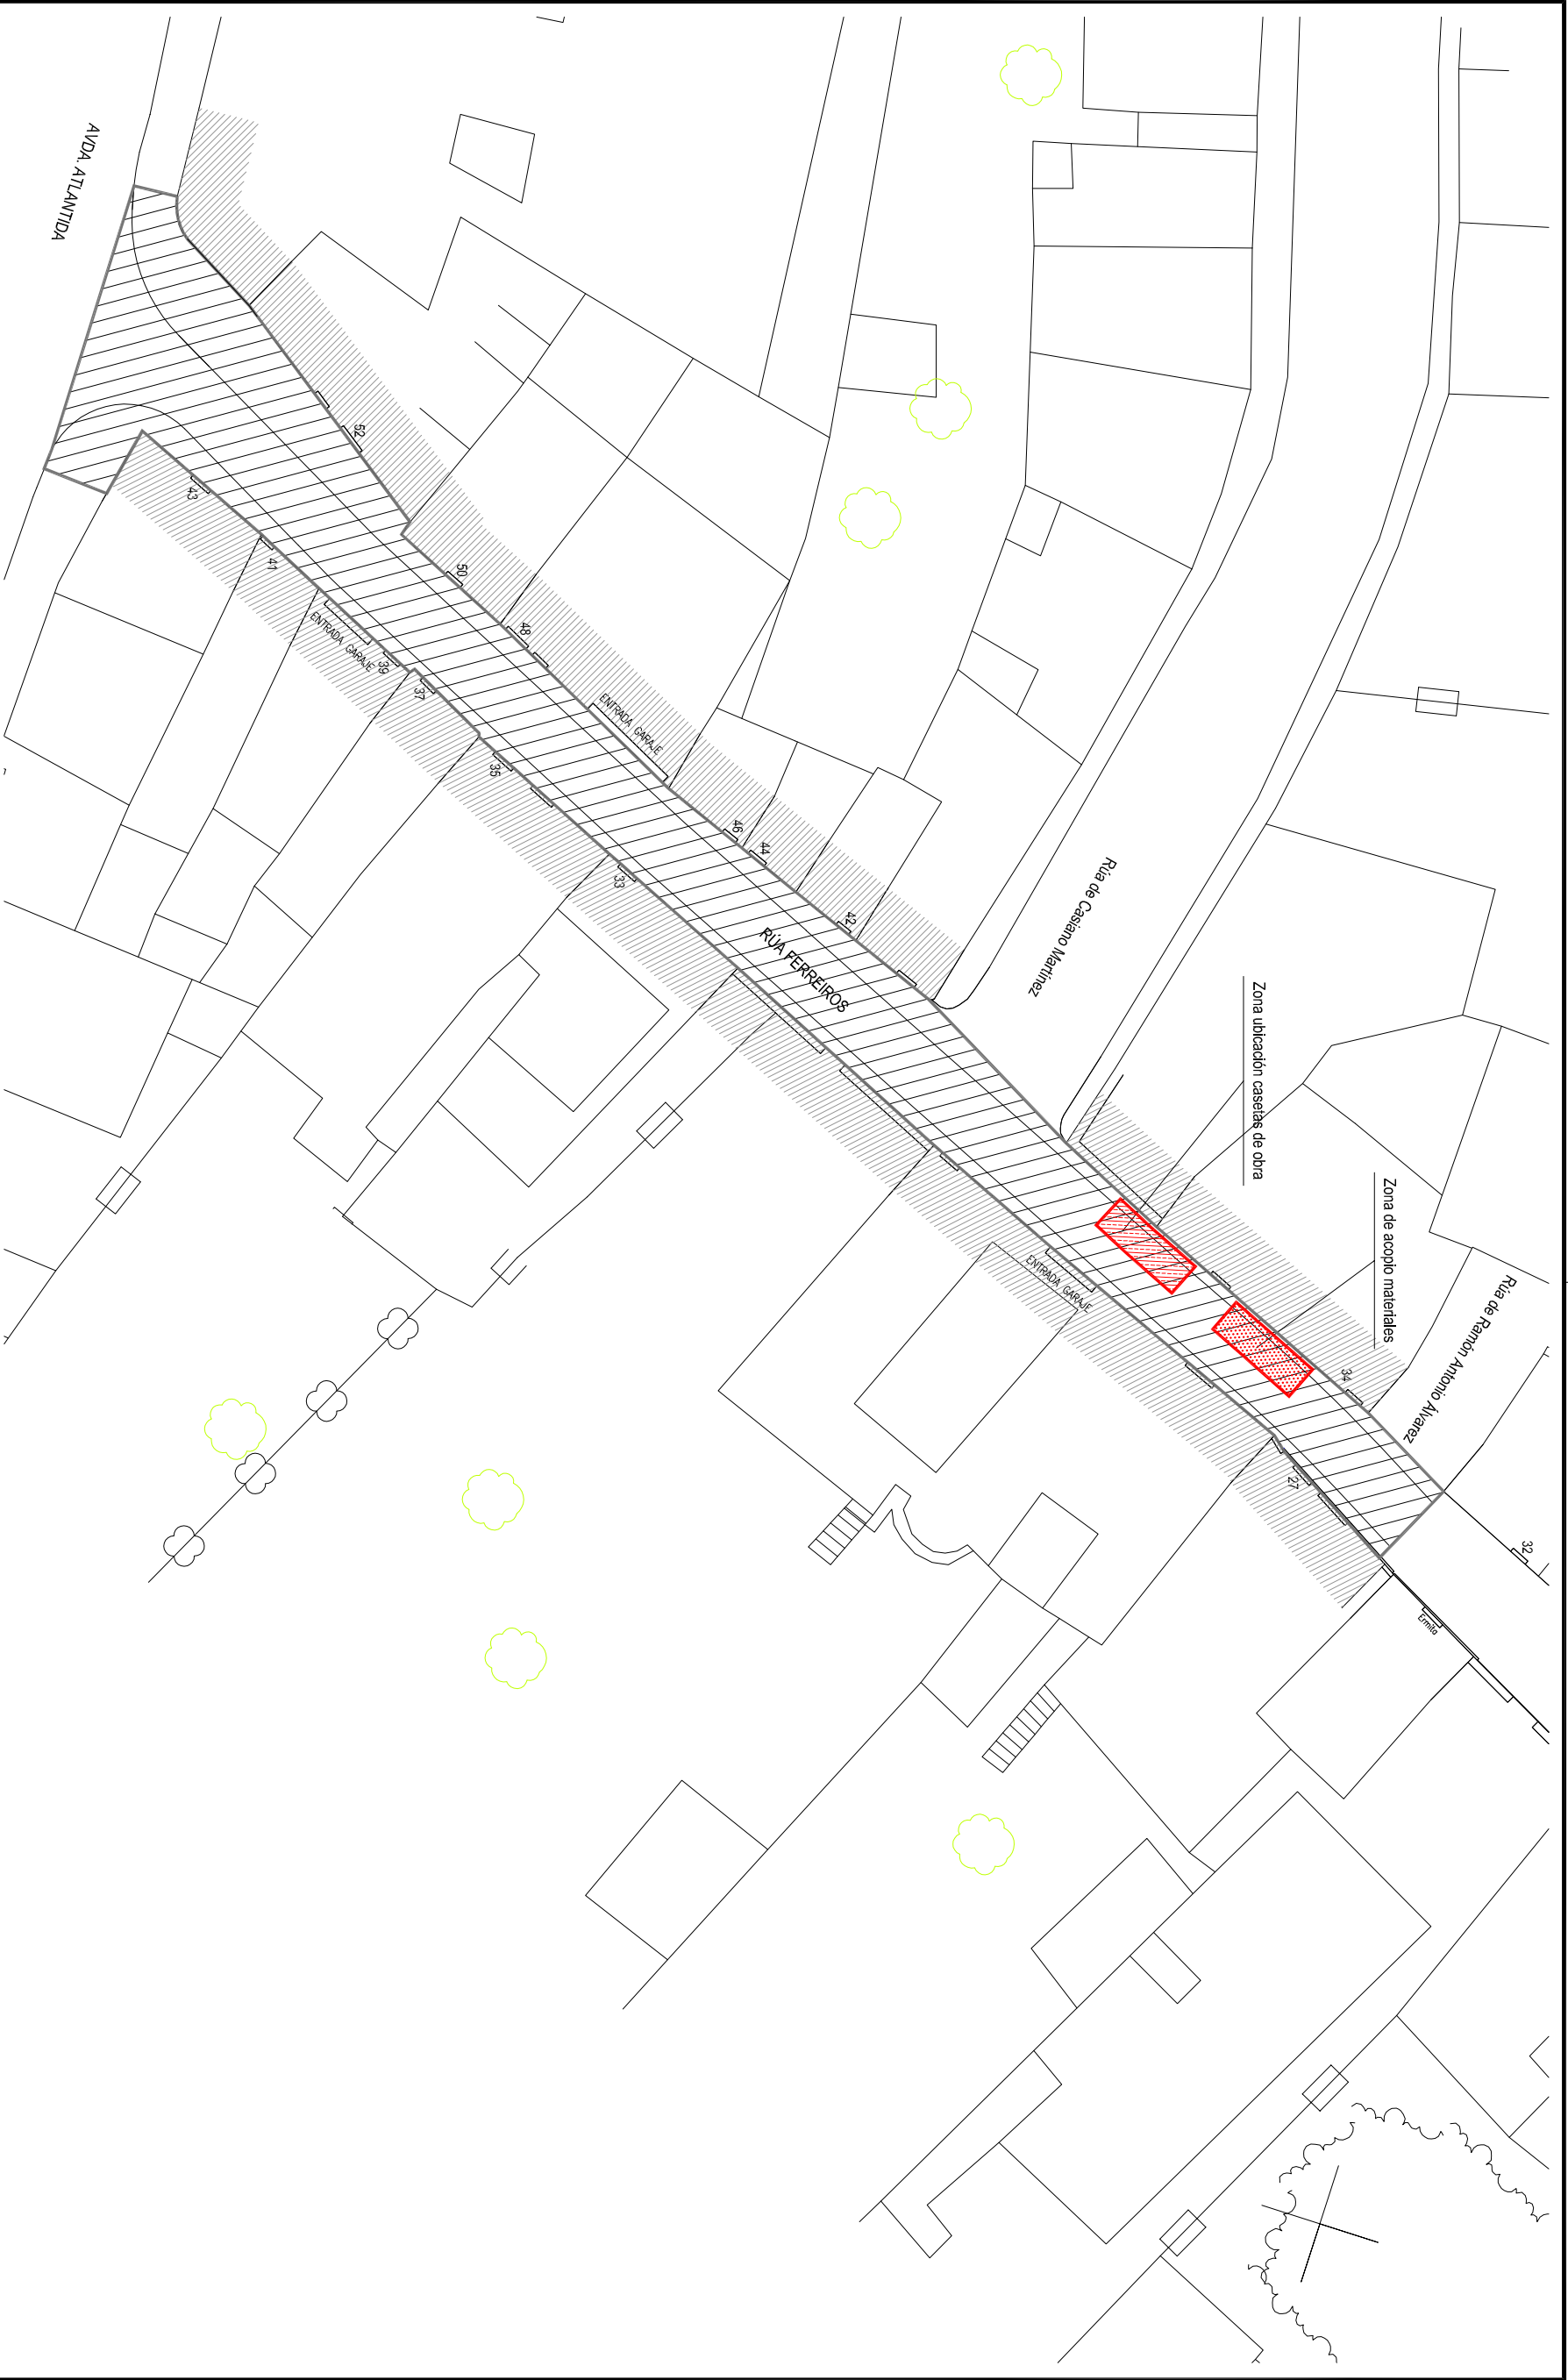 AVDA. ATLANTIDA
52
43
41
50
ENTRADA GARAJE
48
39
37
ENTRADA GARAJE
35
46
44
33
42
RÚA FERREIROS
Rúa de Casiano Martínez
Zona ubicación casetas de obra
Zona de acopio materiales
ENTRADA GARAJE
Rúa de Ramón Antonio Álvarez
34
27
32
Ermita